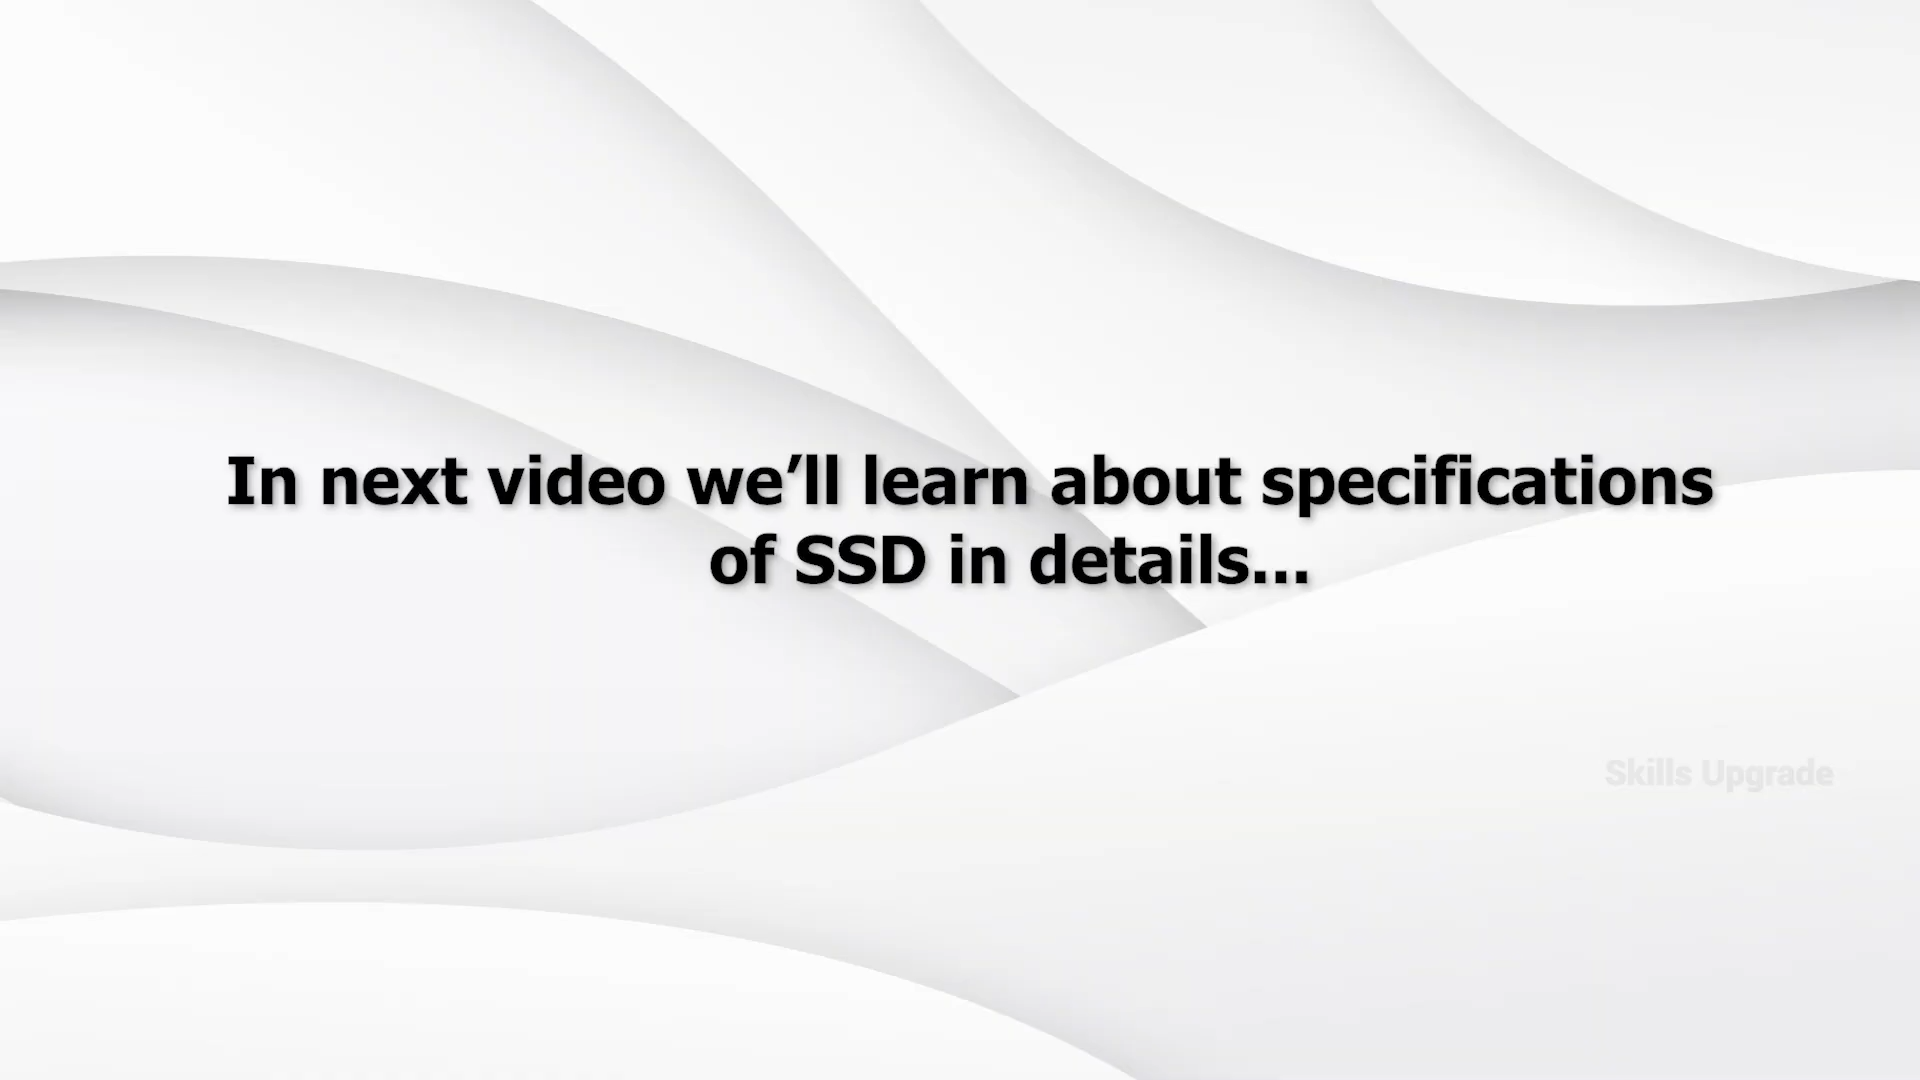 In next video we’ll learn about specifications
of SSD in details...
Skills Upgrade